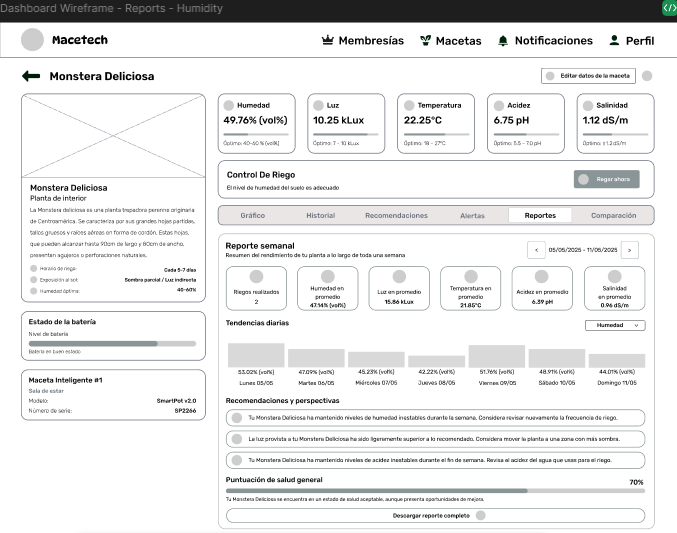 Dashboard Wireframe - Reports - Humidity
Macetech
Membresías
Macetas
Notificaciones
Perfil
Monstera Deliciosa
Editar datos de la maceta
Monstera Deliciosa
Planta de interior
La Monstera deliciosa es una planta trepadora perenne originaria
de Centroamérica. Se caracteriza por sus grandes hojas partidas,
tallos gruesos y raíces aéreas en forma de cordón. Estas hojas,
que pueden alcanzar hasta 90cm de largo y 80cm de ancho,
presentan agujeros o perforaciones naturales.
Horario de riego: Cada 5-7 días
Exposición al sol: Sombra parcial / Luz indirecta
Humedad óptima: 40-60%
Estado de la batería
Nivel de batería
Batería en buen estado
Maceta Inteligente #1
Sala de estar
Modelo: SmartPot v2.0
Número de serie: SP2266
Humedad
49.76% (vol%)
Óptimo: 40-60 % (vol%)
Luz
10.25 kLux
Óptimo: 7 - 10 kLux
Temperatura
22.25°C
Óptimo: 18 - 27°C
Acidez
6.75 pH
Óptimo: 5.5 - 7.0 pH
Salinidad
1.12 dS/m
Óptimo: ≤1.2 dS/m
Control De Riego
El nivel de humedad del suelo es adecuado
Regar ahora
Gráfico
Historial
Recomendaciones
Alertas
Reportes
Comparación
Reporte semanal
Resumen del rendimiento de tu planta a lo largo de toda una semana
< 05/05/2025 - 11/05/2025 >
Riegos realizados
2
Humedad en
promedio
47.14% (vol%)
Luz en promedio
15.86 kLux
Temperatura en
promedio
21.85°C
Acidez en promedio
6.39 pH
Salinidad
en promedio
0.96 dS/m
Tendencias diarias
Humedad
53.02% (vol%)
Lunes 05/05
47.09% (vol%)
Martes 06/05
45.23% (vol%)
Miércoles 07/05
42.22% (vol%)
Jueves 08/05
51.76% (vol%)
Viernes 09/05
48.91% (vol%)
Sábado 10/05
44.01% (vol%)
Domingo 11/05
Recomendaciones y perspectivas
Tu Monstera Deliciosa ha mantenido niveles de humedad inestables durante la semana. Considera revisar nuevamente la frecuencia de riego.
La luz provista a tu Monstera Deliciosa ha sido ligeramente superior a lo recomendado. Considera mover la planta a una zona con más sombra.
Tu Monstera Deliciosa ha mantenido niveles de acidez inestables durante el fin de semana. Revisa el acidez del agua que usas para el riego.
Puntuación de salud general
70%
Tu Monstera Deliciosa se encuentra en un estado de salud aceptable, aunque presenta oportunidades de mejora.
Descargar reporte completo